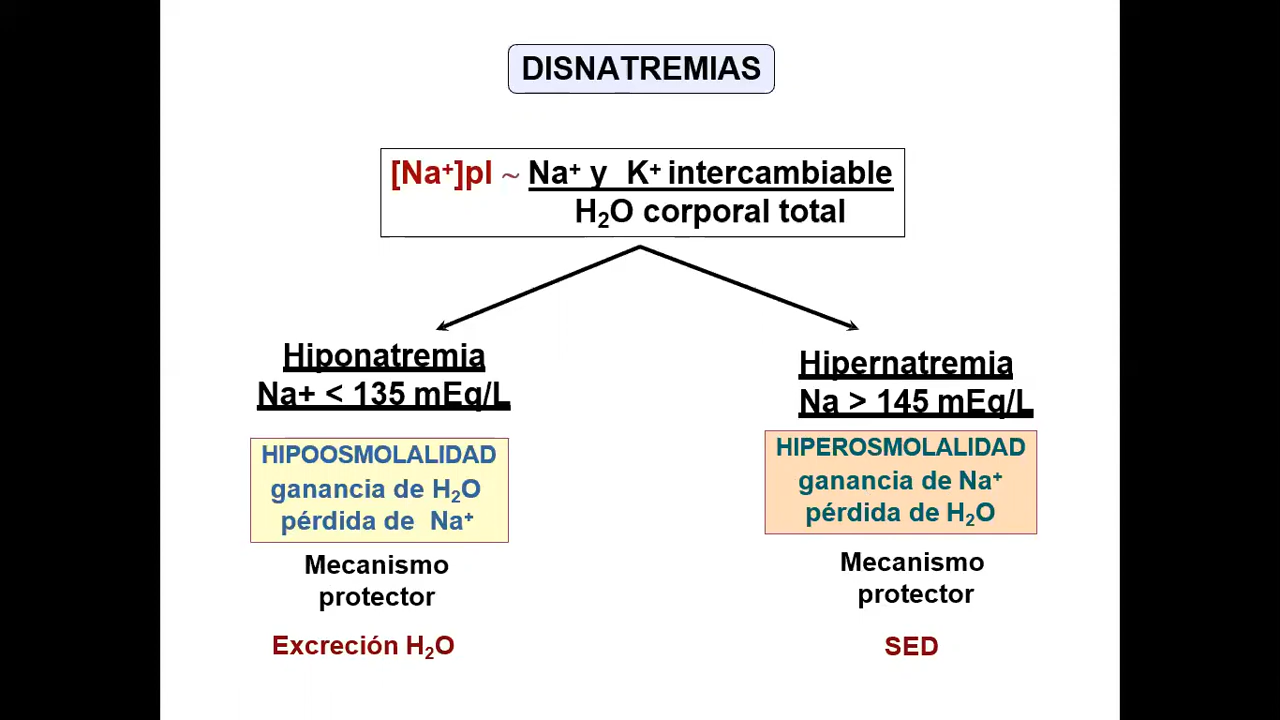 DISNATREMIAS
[Na⁺]pl ~ Na⁺ y K⁺ intercambiable
H₂O corporal total
Hiponatremia
Na+ < 135 mEq/L
HIPOOSMOLALIDAD
ganancia de H₂O
pérdida de Na⁺
Mecanismo
protector
Excreción H₂O
Hipernatremia
Na > 145 mEq/L
HIPEROSMOLALIDAD
ganancia de Na⁺
pérdida de H₂O
Mecanismo
protector
SED